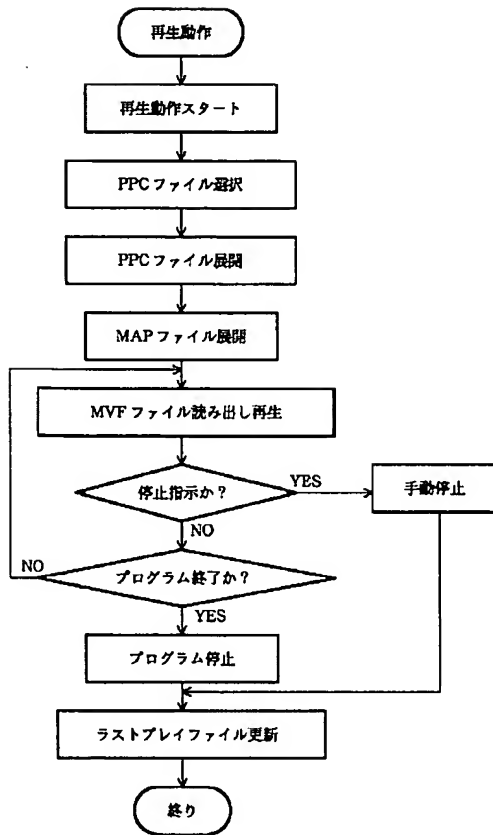 再生動作
再生動作スタート
PPCファイル選択
PPCファイル展開
MAPファイル展開
MVFファイル読み出し再生
停止指示か？
YES
手動停止
NO
プログラム終了か？
NO
YES
プログラム停止
ラストプレイファイル更新
終り